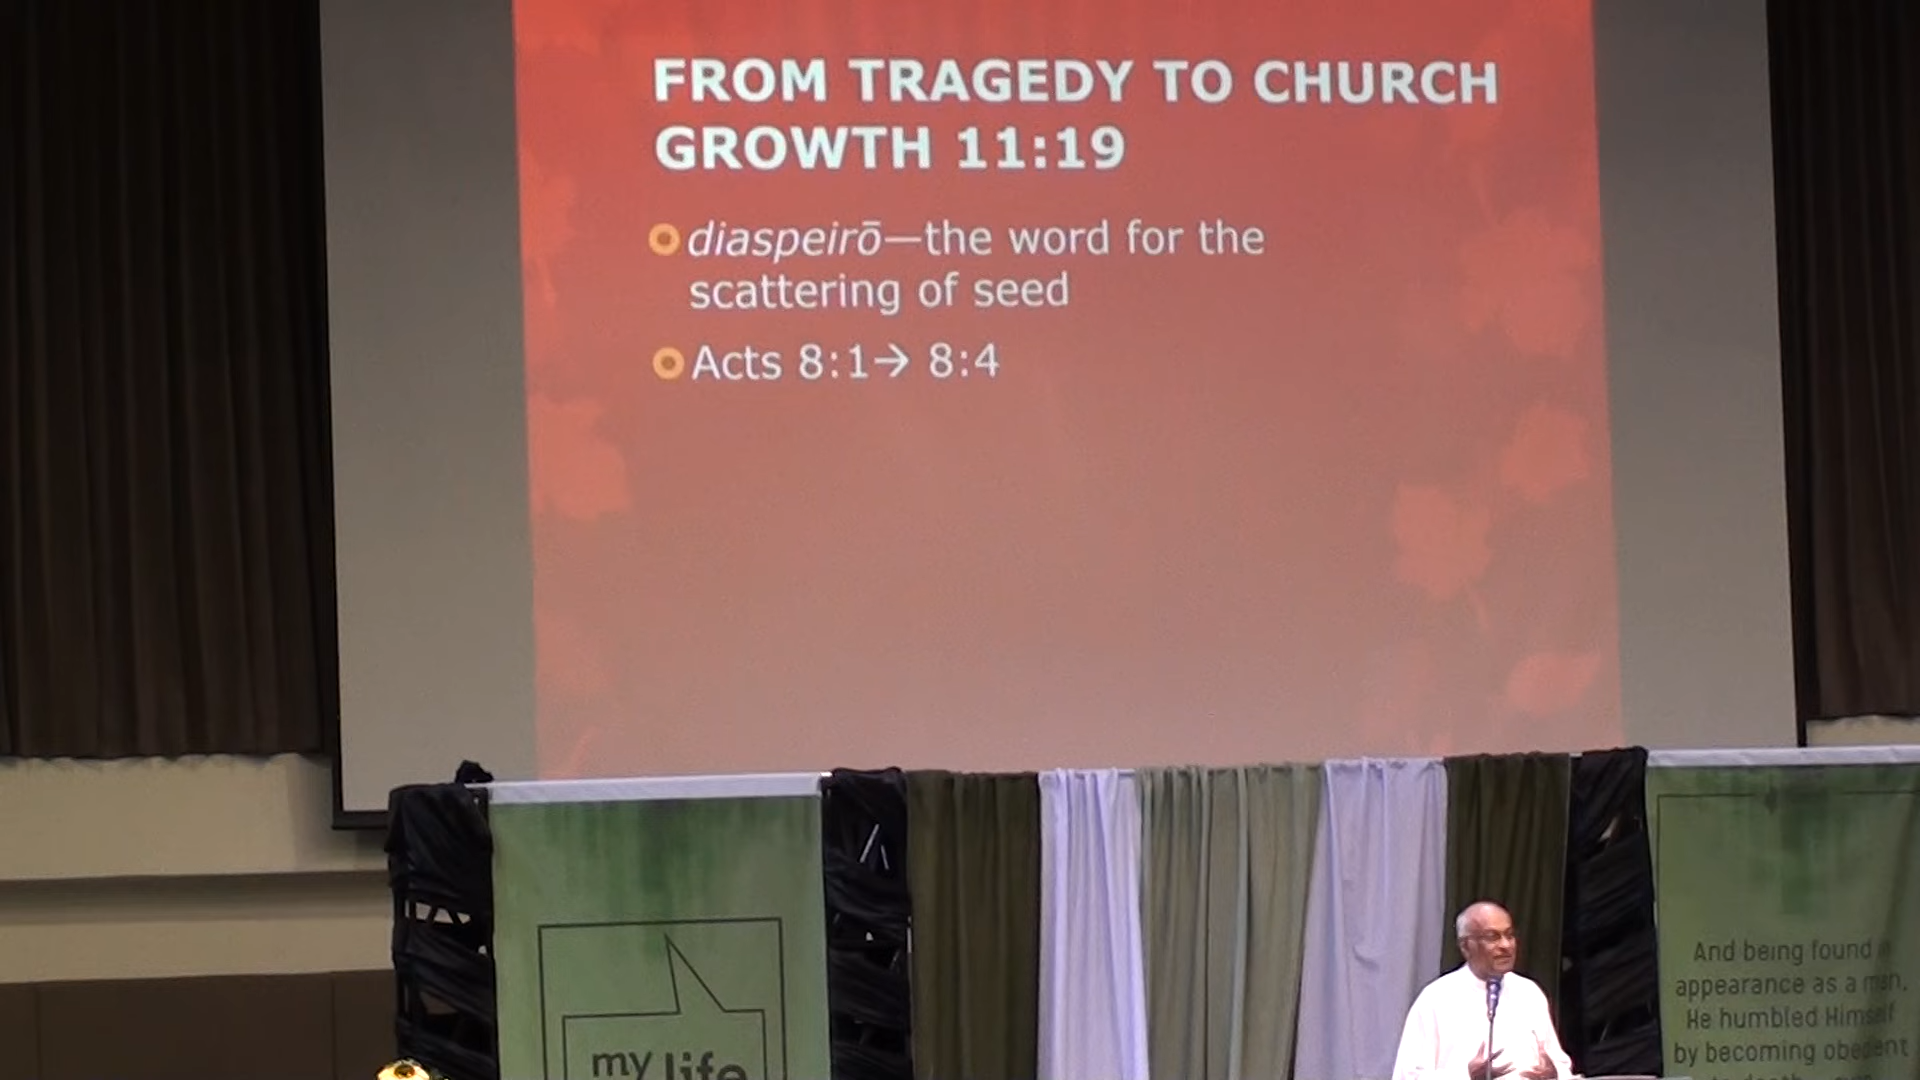 FROM TRAGEDY TO CHURCH
GROWTH 11:19
diaspeirō—the word for the
scattering of seed
Acts 8:1→ 8:4
my life
And being found
appearance as a man,
He humbled Himself
by becoming obedient